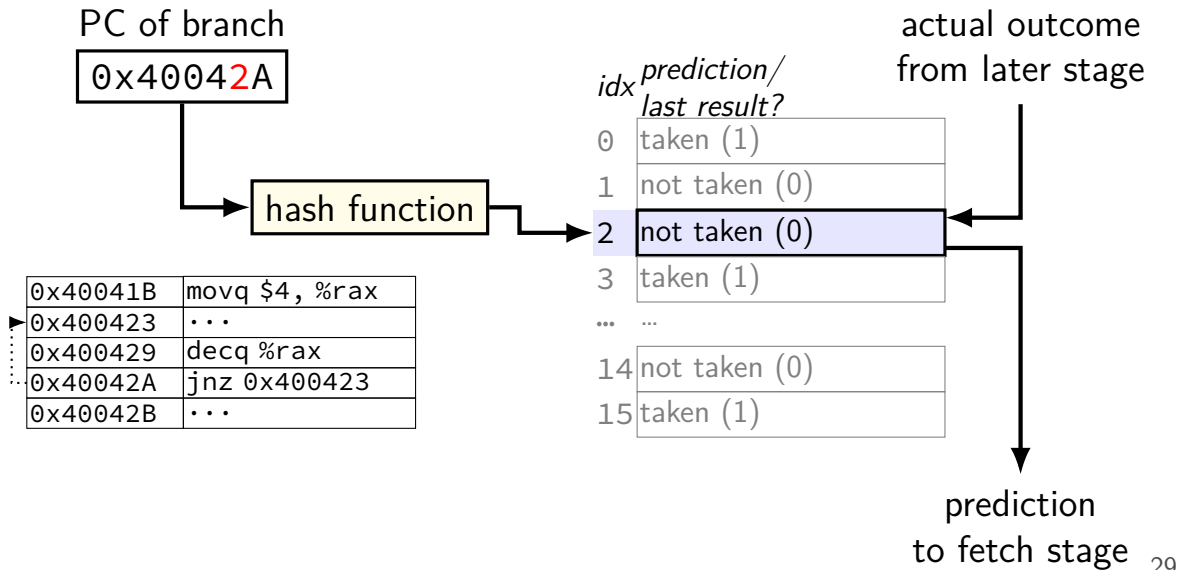 PC of branch
0x40042A
hash function
idx prediction/
last result?
0 taken (1)
1 not taken (0)
2 not taken (0)
3 taken (1)
... ...
14 not taken (0)
15 taken (1)
actual outcome
from later stage
0x40041B movq $4, %rax
0x400423 ···
0x400429 decq %rax
0x40042A jnz 0x400423
0x40042B ···
prediction
to fetch stage
29